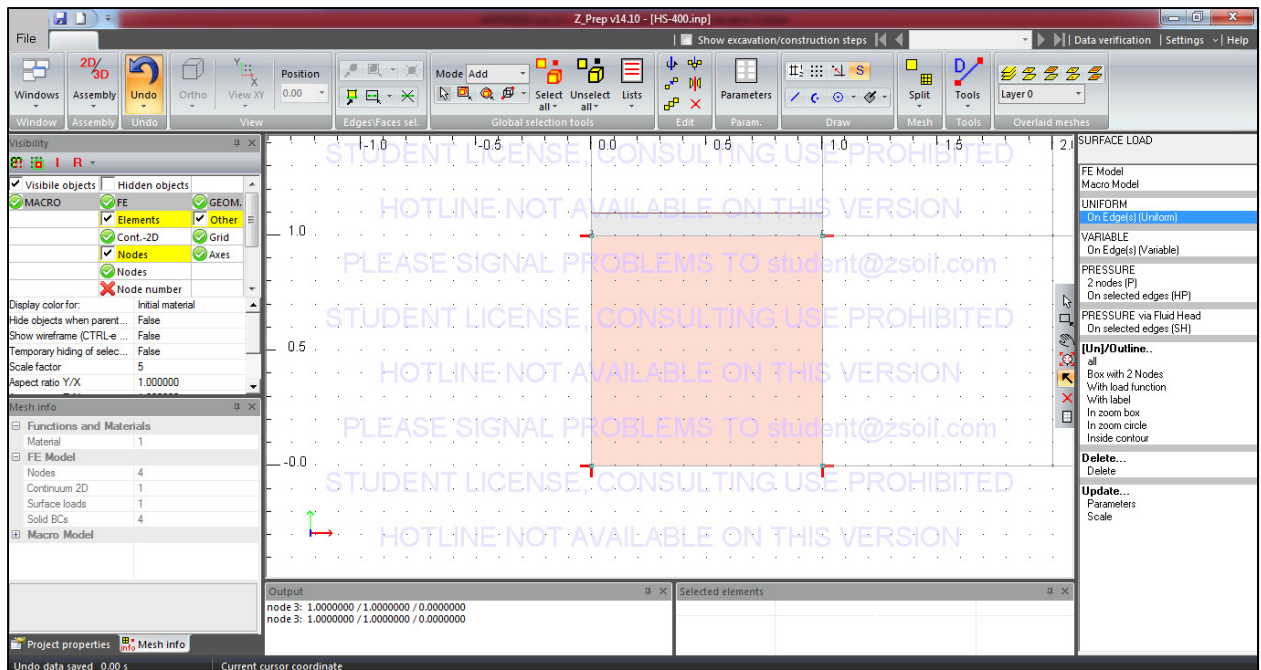 Z_Prep v14.10 - [HS-400.inp]
File
Show excavation/construction steps
Data verification | Settings | Help
Windows
2D/3D
Assembly
Undo
Ortho
View XY
Position
0.00
Mode Add
Select all
Unselect all
Lists
Parameters
Split
Tools
Layer 0
Window
Assembly
Undo
View
Edges\Faces sel.
Global selection tools
Edit
Param.
Draw
Mesh
Tools
Overlaid meshes
Visibility
I R
Visibile objects Hidden objects
MACRO FE GEOM.
Elements Other
Cont.-2D Grid
Nodes Axes
Nodes
Node number
Display color for: Initial material
Hide objects when parent... False
Show wireframe (CTRL-e ... False
Temporary hiding of selec... False
Scale factor 5
Aspect ratio Y/X 1.000000
Mesh info
Functions and Materials
Material 1
FE Model
Nodes 4
Continuum 2D 1
Surface loads 1
Solid BCs 4
Macro Model
Project properties Mesh info
Undo data saved 0.00 s
Current cursor coordinate
-1.0 -0.5 0.0 0.5 1.0 1.5
1.0
0.5
-0.0
STUDENT LICENSE, CONSULTING USE PROHIBITED
HOTLINE NOT AVAILABLE ON THIS VERSION
PLEASE SIGNAL PROBLEMS TO student@zsoil.com
STUDENT LICENSE, CONSULTING USE PROHIBITED
HOTLINE NOT AVAILABLE ON THIS VERSION
PLEASE SIGNAL PROBLEMS TO student@zsoil.com
STUDENT LICENSE, CONSULTING USE PROHIBITED
HOTLINE NOT AVAILABLE ON THIS VERSION
Output
node 3: 1.0000000 / 1.0000000 / 0.0000000
node 3: 1.0000000 / 1.0000000 / 0.0000000
Selected elements
SURFACE LOAD
FE Model
Macro Model
UNIFORM
On Edge(s) (Uniform)
VARIABLE
On Edge(s) (Variable)
PRESSURE
2 nodes (P)
On selected edges (HP)
PRESSURE via Fluid Head
On selected edges (SH)
[Un]/Outline..
all
Box with 2 Nodes
With load function
With label
In zoom box
In zoom circle
Inside contour
Delete...
Delete
Update...
Parameters
Scale